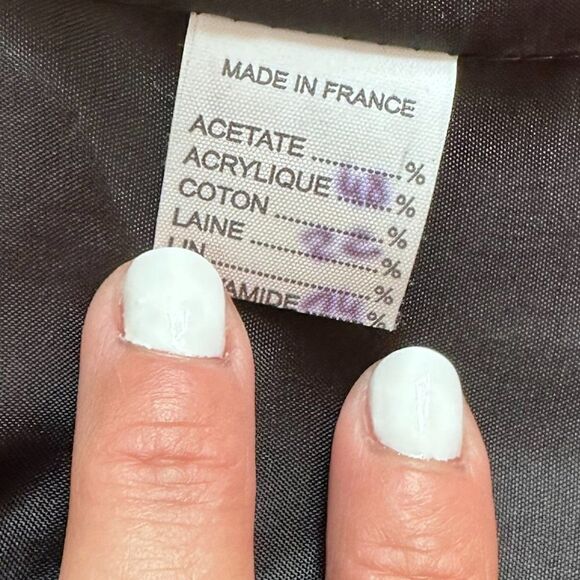 MADE IN FRANCE
ACETATE ............... %
ACRYLIQUE ........ %
COTON ................. %
LAINE ................... %
LIN ........................ %
AMIDE ............ %